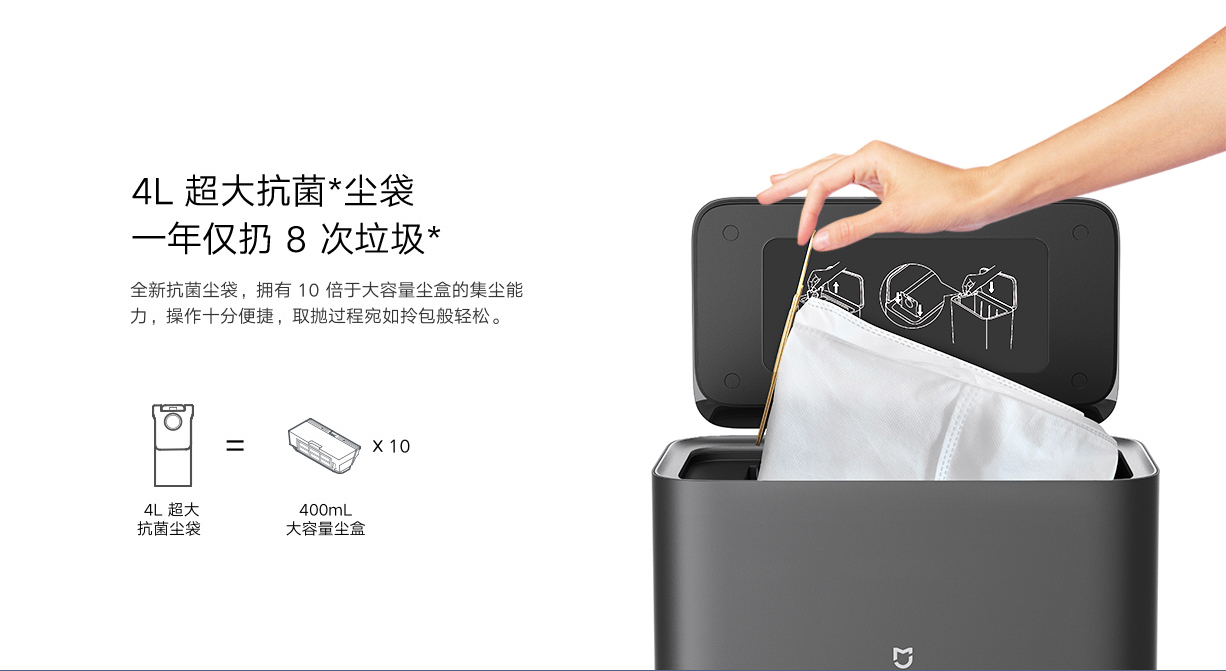 4L 超大抗菌*尘袋
一年仅扔 8 次垃圾*
全新抗菌尘袋，拥有 10 倍于大容量尘盒的集尘能
力，操作十分便捷，取抛过程宛如拎包般轻松。
= X 10
4L 超大
抗菌尘袋
400mL
大容量尘盒